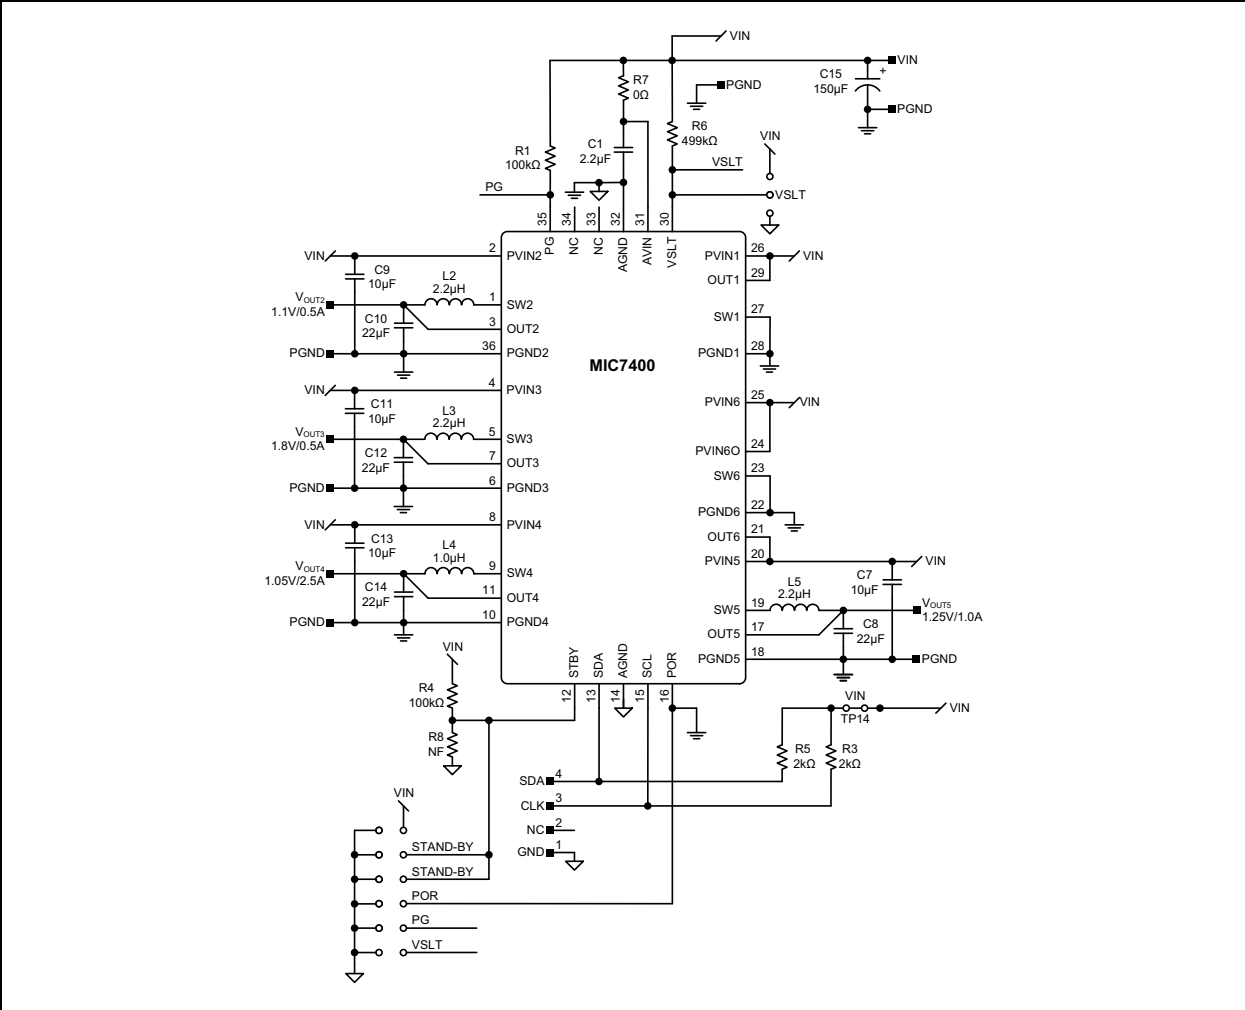 VIN
VIN
C15
150µF
+
PGND
PGND
R7
0Ω
R6
499kΩ
VIN
VSLT
VSLT
R1
100kΩ
C1
2.2µF
PG
35
34
33
32
31
30
PG
NC
NC
AGND
AVIN
VSLT
MIC7400
VIN
2
PVIN2
C9
10µF
L2
2.2µH
VOUT2
1.1V/0.5A
1
SW2
C10
22µF
3
OUT2
PGND
36
PGND2
VIN
4
PVIN3
C11
10µF
L3
2.2µH
VOUT3
1.8V/0.5A
5
SW3
C12
22µF
7
OUT3
PGND
6
PGND3
VIN
8
PVIN4
C13
10µF
L4
1.0µH
VOUT4
1.05V/2.5A
9
SW4
C14
22µF
11
OUT4
PGND
10
PGND4
PVIN1
26
VIN
OUT1
29
SW1
27
PGND1
28
PVIN6
25
VIN
PVIN6O
24
SW6
23
PGND6
22
OUT6
21
PVIN5
20
VIN
C7
10µF
L5
2.2µH
SW5
19
VOUT5
1.25V/1.0A
OUT5
17
C8
22µF
PGND5
18
PGND
STBY
SDA
AGND
SCL
POR
12
13
14
15
16
VIN
R4
100kΩ
R8
NF
VIN
TP14
VIN
R5
2kΩ
R3
2kΩ
SDA
4
CLK
3
NC
2
GND
1
VIN
STAND-BY
STAND-BY
POR
PG
VSLT